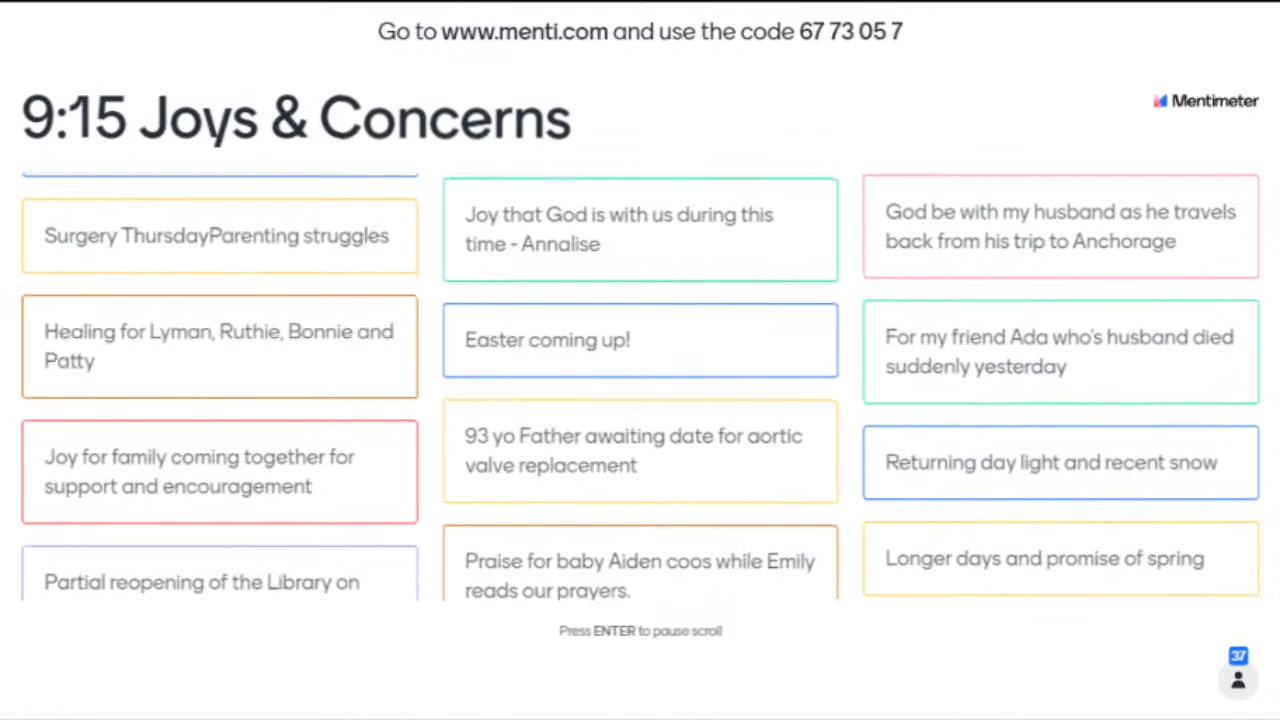 Go to www.menti.com and use the code 67 73 05 7
9:15 Joys & Concerns
Mentimeter
Surgery ThursdayParenting struggles
Healing for Lyman, Ruthie, Bonnie and
Patty
Joy for family coming together for
support and encouragement
Partial reopening of the Library on
Joy that God is with us during this
time - Annalise
Easter coming up!
93 yo Father awaiting date for aortic
valve replacement
Praise for baby Aiden coos while Emily
reads our prayers.
God be with my husband as he travels
back from his trip to Anchorage
For my friend Ada who's husband died
suddenly yesterday
Returning day light and recent snow
Longer days and promise of spring
Press ENTER to pause scroll
37